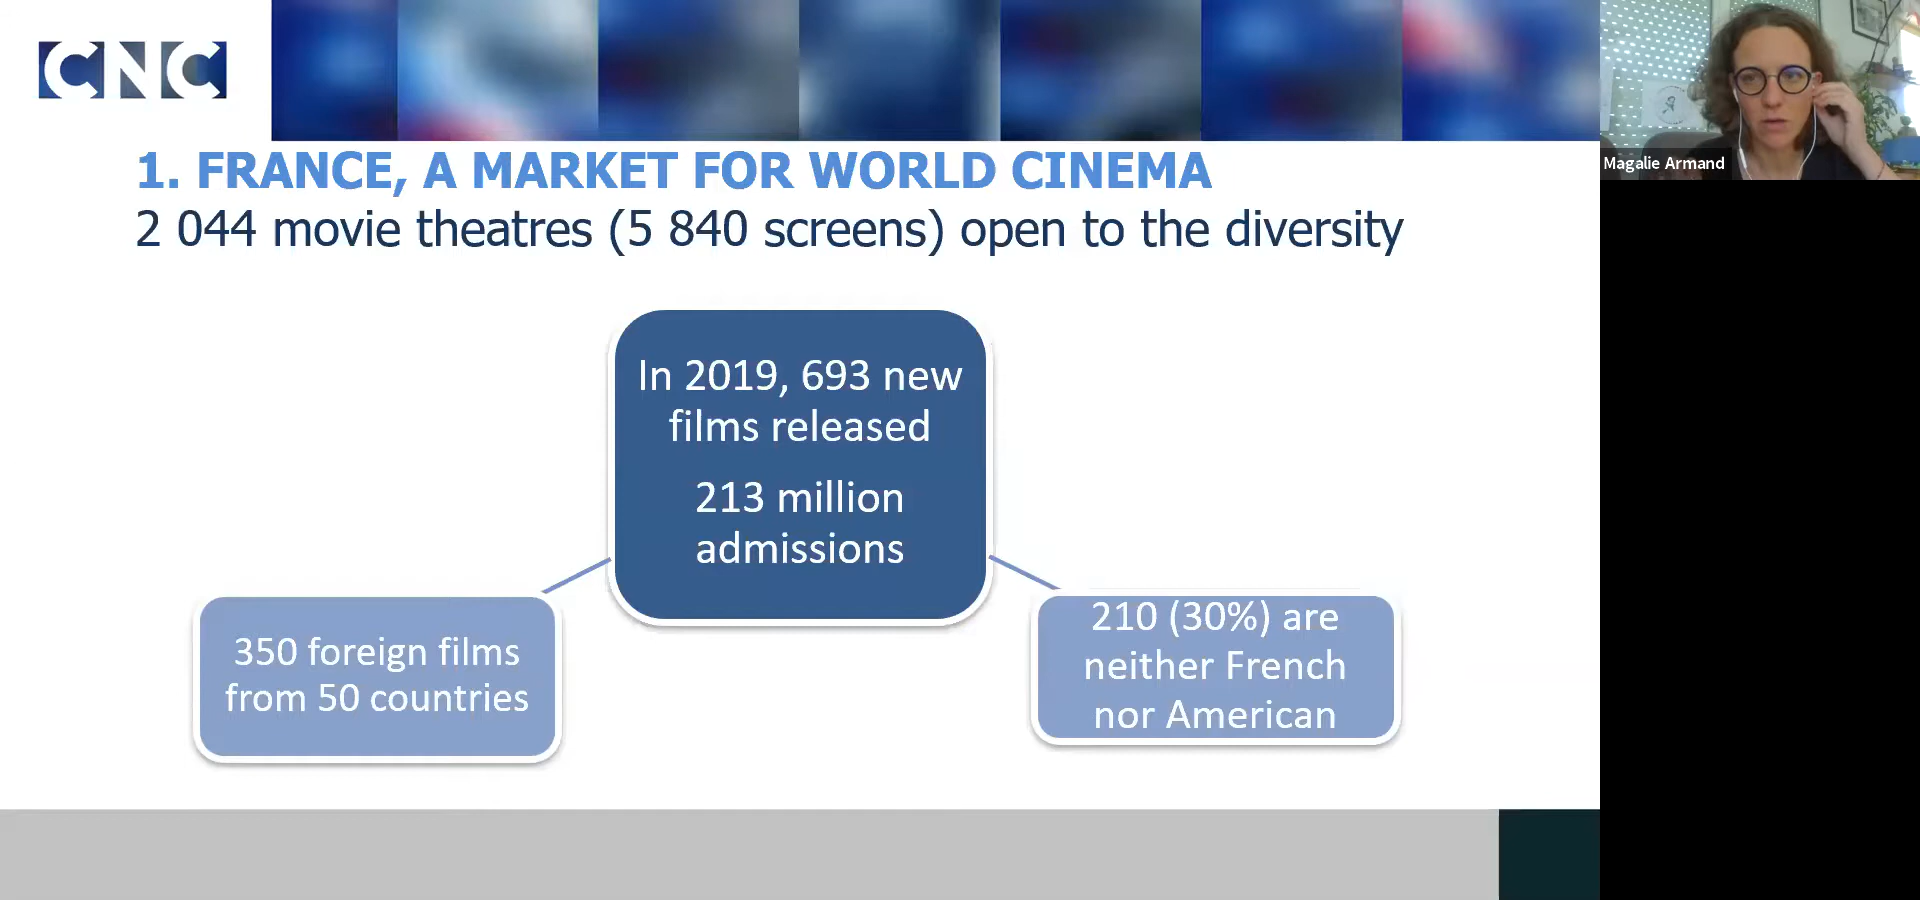 CNC
1. FRANCE, A MARKET FOR WORLD CINEMA
2 044 movie theatres (5 840 screens) open to the diversity
In 2019, 693 new
films released
213 million
admissions
350 foreign films
from 50 countries
210 (30%) are
neither French
nor American
Magalie Armand